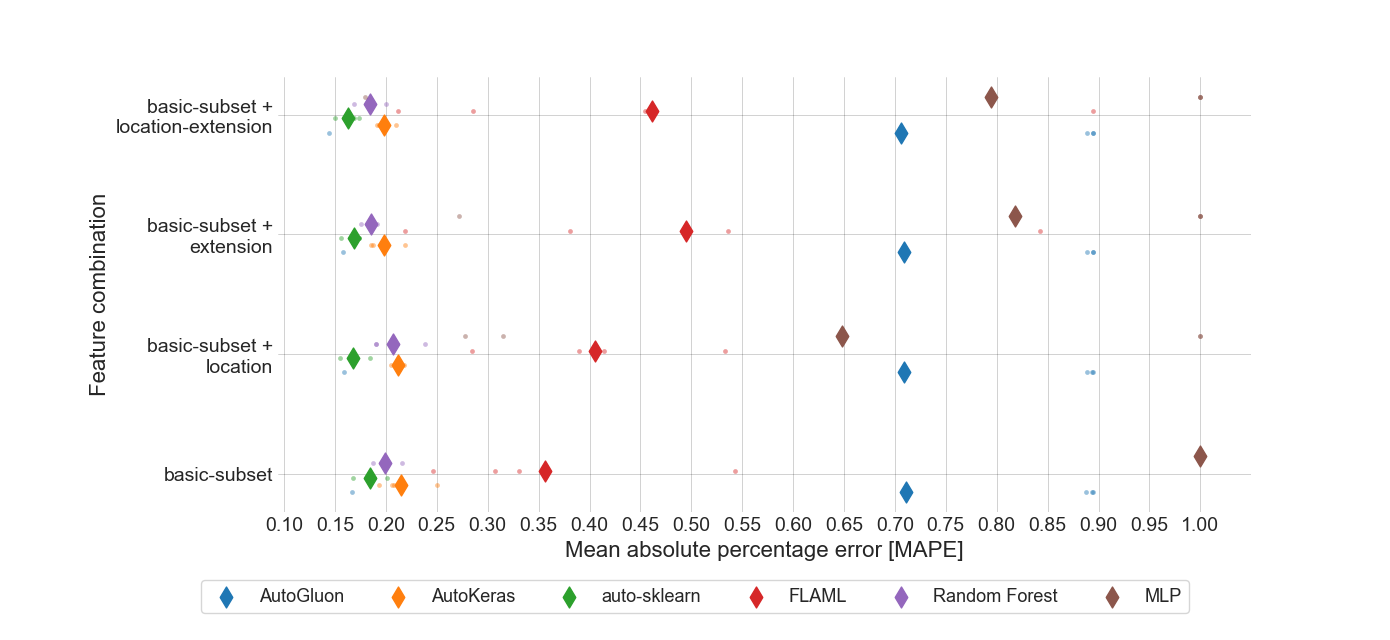 basic-subset +
location-extension
basic-subset +
extension
basic-subset +
location
basic-subset
Feature combination
0.10 0.15 0.20 0.25 0.30 0.35 0.40 0.45 0.50 0.55 0.60 0.65 0.70 0.75 0.80 0.85 0.90 0.95 1.00
Mean absolute percentage error [MAPE]
AutoGluon AutoKeras auto-sklearn FLAML Random Forest MLP